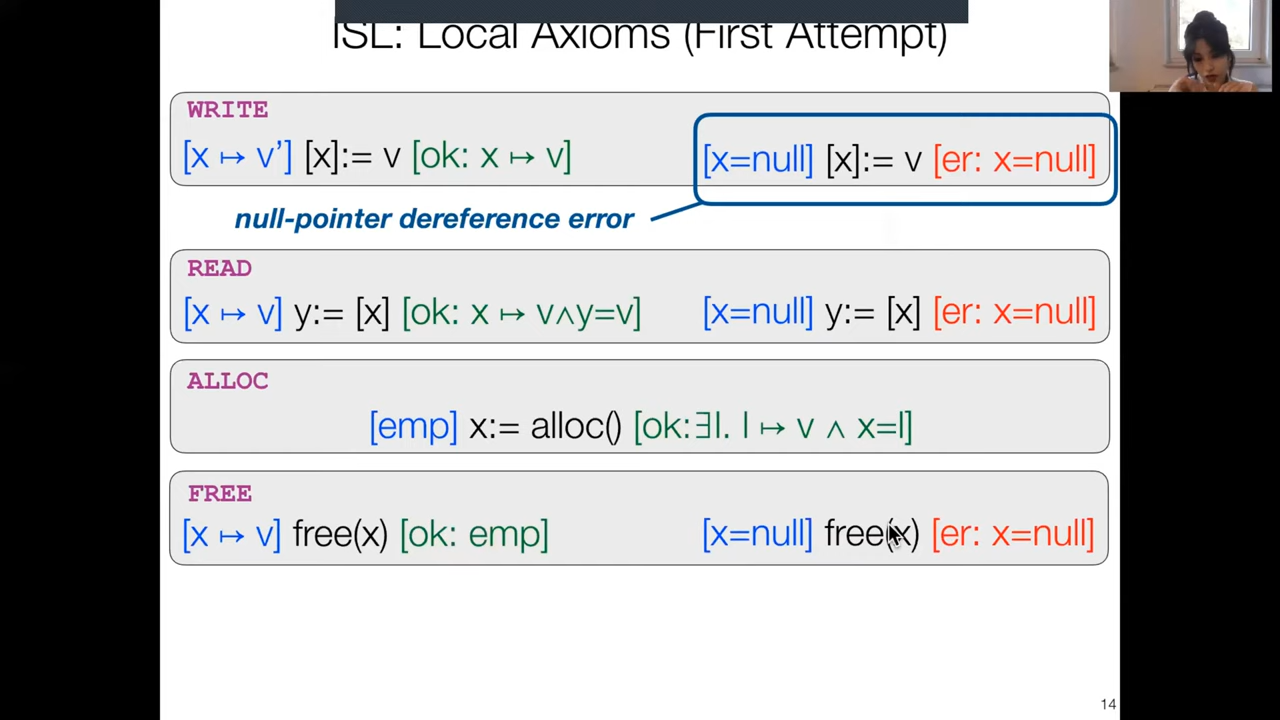 ISL: Local Axioms (First Attempt)
WRITE
[x ↦ v'] [x]:= v [ok: x ↦ v]
[x=null] [x]:= v [er: x=null]
null-pointer dereference error
READ
[x ↦ v] y:= [x] [ok: x ↦ v∧y=v]
[x=null] y:= [x] [er: x=null]
ALLOC
[emp] x:= alloc() [ok:∃l. l ↦ v ∧ x=l]
FREE
[x ↦ v] free(x) [ok: emp]
[x=null] free(x) [er: x=null]
14